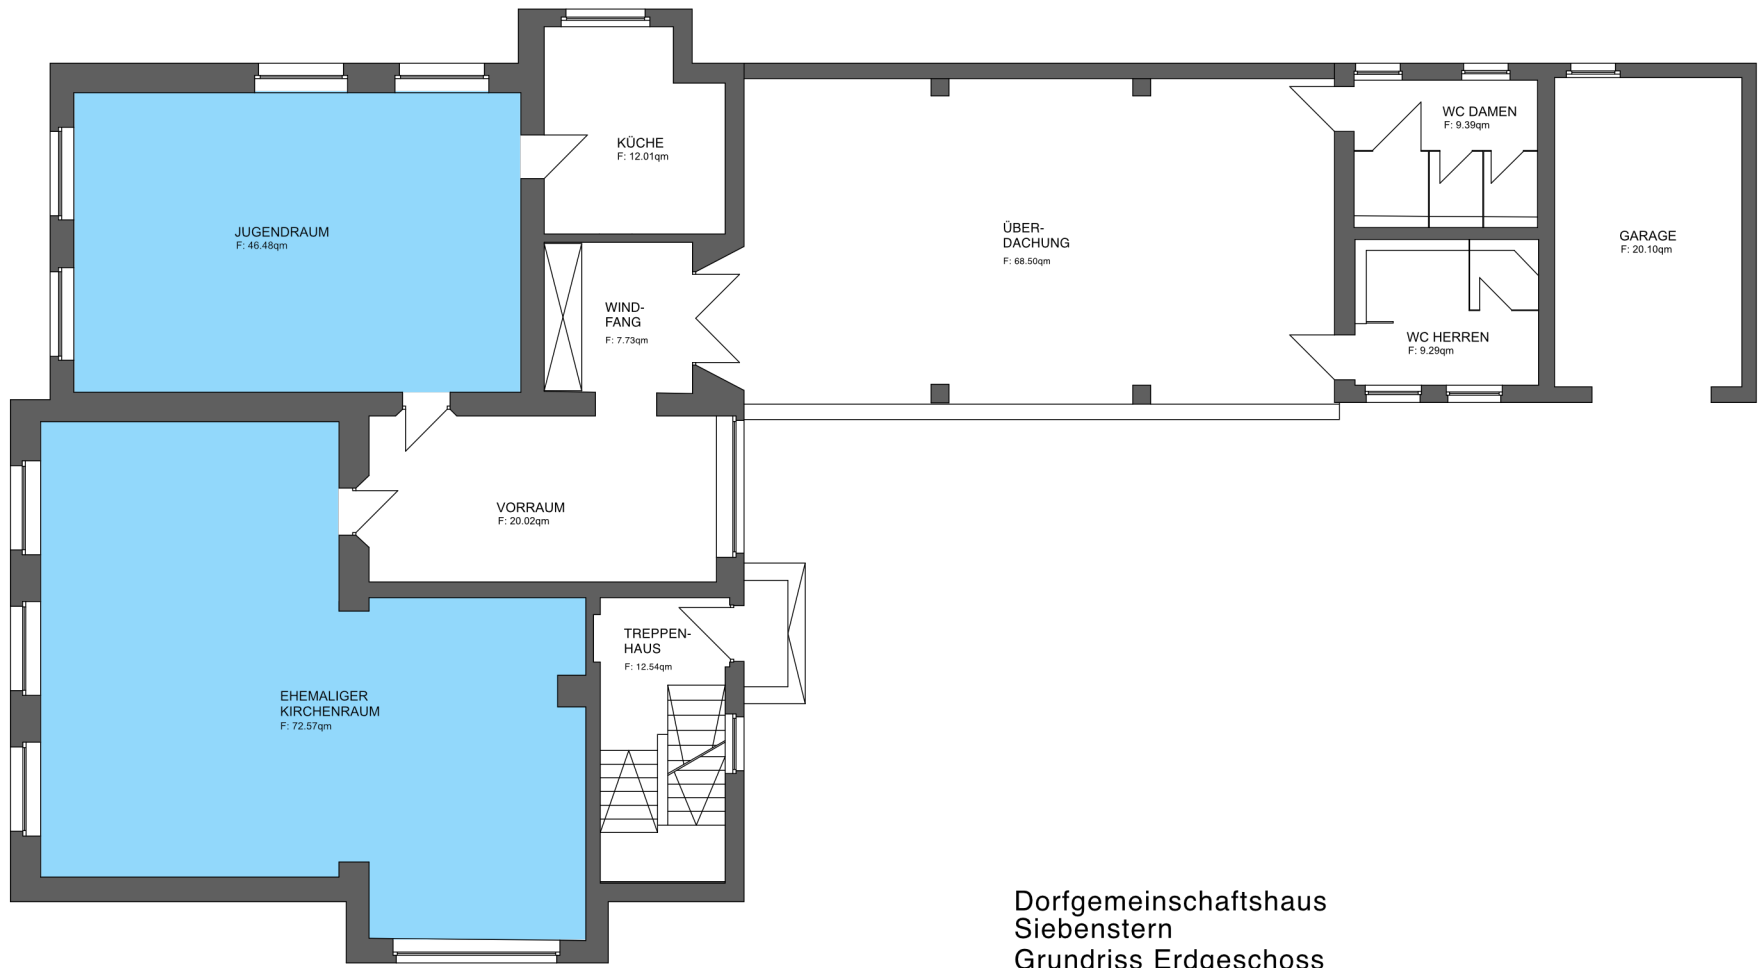 KÜCHE
F: 12.01qm
WC DAMEN
F: 9.39qm
JUGENDRAUM
F: 46.48qm
ÜBER-
DACHUNG
F: 68.50qm
GARAGE
F: 20.10qm
WIND-
FANG
F: 7.73qm
WC HERREN
F: 9.29qm
VORRAUM
F: 20.02qm
TREPPEN-
HAUS
F: 12.54qm
EHEMALIGER
KIRCHENRAUM
F: 72.57qm
Dorfgemeinschaftshaus
Siebenstern
Grundriss Erdgeschoss